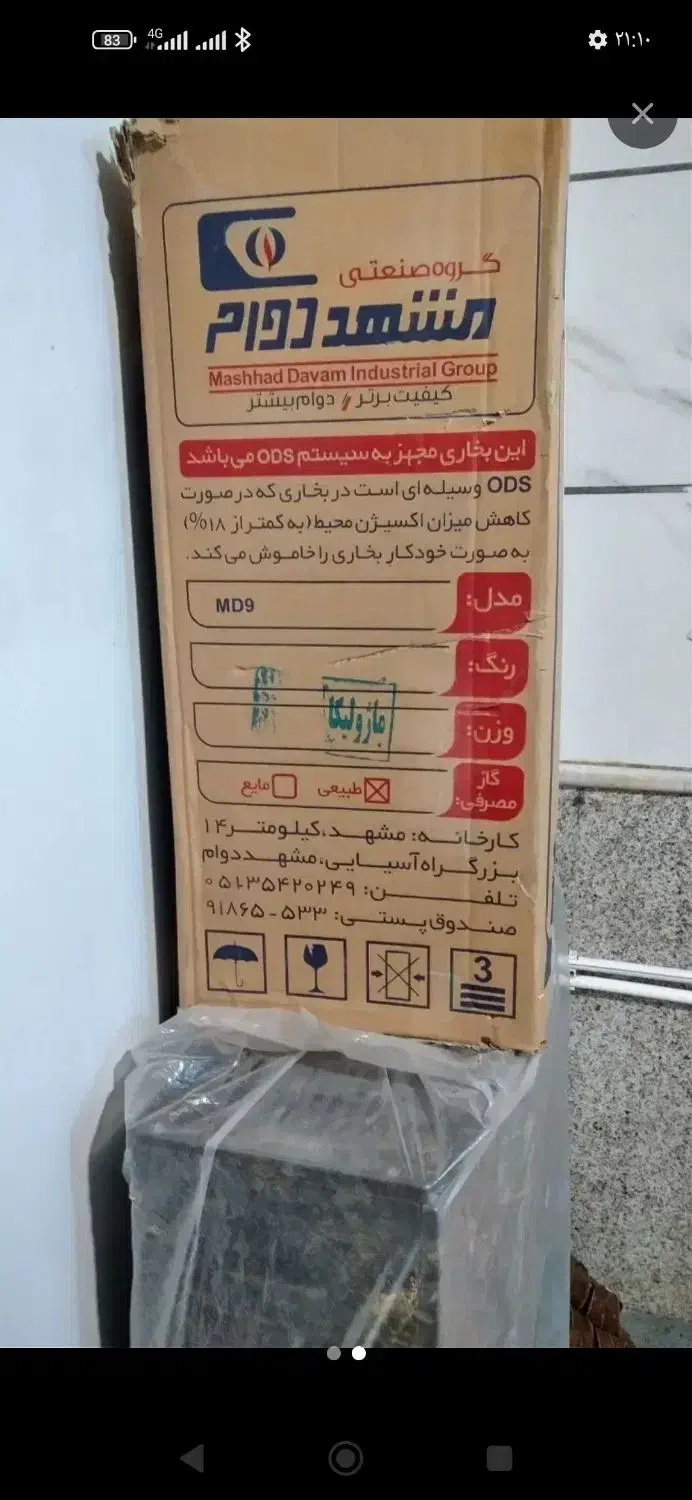 83
4G
۲۱:۱۰
گروه صنعتی
مشهد دوام
Mashhad Davam Industrial Group
کیفیت برتر // دوام بیشتر
این بخاری مجهز به سیستم ODS می باشد
ODS وسیله ای است در بخاری که در صورت
کاهش میزان اکسیژن محیط (به کمتر از ۱۸%)
به صورت خودکار بخاری را خاموش می کند.
مدل: MD9
رنگ:
وزن:
گاز مصرفی: طبیعی مایع
کارخانه: مشهد، کیلومتر ۱۴
بزرگراه آسیایی، مشهد دوام
تلفن: ۰۵۱۳۵۴۲۰۲۴۹
صندوق پستی: ۵۳۳ - ۹۱۸۶۵
3